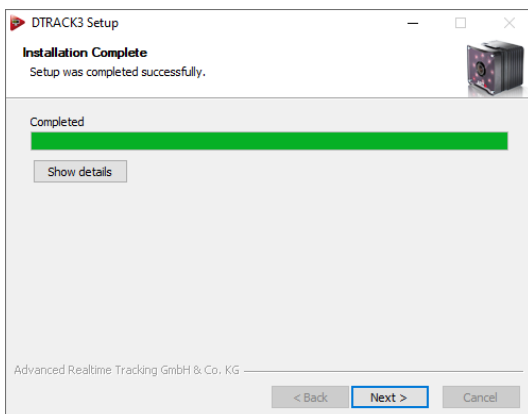 DTRACK3 Setup
Installation Complete
Setup was completed successfully.
Completed
Show details
Advanced Realtime Tracking GmbH & Co. KG
< Back
Next >
Cancel